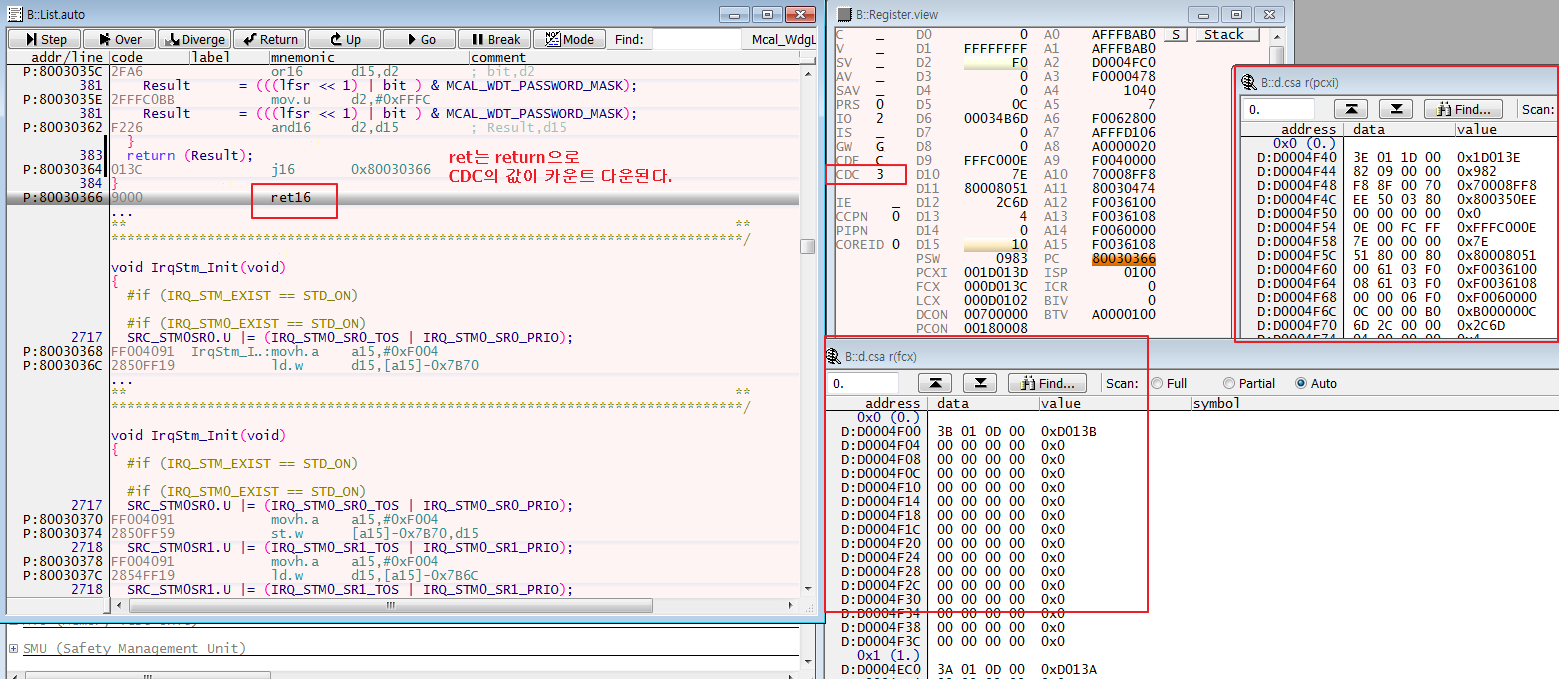 B::List.auto
Step Over Diverge Return Up Go Break Mode Find: Mcal_WdgL
addr/line code label mnemonic comment
P:8003035C 2FA6 or16 d15,d2 ; bit,d2
381 Result = (((lfsr << 1) | bit ) & MCAL_WDT_PASSWORD_MASK);
P:8003035E 2FFFC0BB mov.u d2,#0xFFFC
381 Result = (((lfsr << 1) | bit ) & MCAL_WDT_PASSWORD_MASK);
P:80030362 F226 and16 d2,d15 ; Result,d15
}
383 return (Result);
P:80030364 013C j16 0x80030366
384 }
P:80030366 9000 ret16
ret는 return으로
CDC의 값이 카운트 다운된다.
...
** **
*******************************************************************************/
void IrqStm_Init(void)
{
#if (IRQ_STM_EXIST == STD_ON)
#if (IRQ_STM0_EXIST == STD_ON)
2717 SRC_STM0SR0.U |= (IRQ_STM0_SR0_TOS | IRQ_STM0_SR0_PRIO);
P:80030368 FF004091 IrqStm_I..:movh.a a15,#0xF004
P:8003036C 2850FF19 ld.w d15,[a15]-0x7B70
...
** **
*******************************************************************************/
void IrqStm_Init(void)
{
#if (IRQ_STM_EXIST == STD_ON)
#if (IRQ_STM0_EXIST == STD_ON)
2717 SRC_STM0SR0.U |= (IRQ_STM0_SR0_TOS | IRQ_STM0_SR0_PRIO);
P:80030370 FF004091 movh.a a15,#0xF004
P:80030374 2850FF59 st.w [a15]-0x7B70,d15
2718 SRC_STM0SR1.U |= (IRQ_STM0_SR1_TOS | IRQ_STM0_SR1_PRIO);
P:80030378 FF004091 movh.a a15,#0xF004
P:8003037C 2854FF19 ld.w d15,[a15]-0x7B6C
2718 SRC_STM0SR1.U |= (IRQ_STM0_SR1_TOS | IRQ_STM0_SR1_PRIO);
SMU (Safety Management Unit)
B::Register.view
C _ D0 0 A0 AFFFBAB0 S Stack
V _ D1 FFFFFFFF A1 AFFFBAB0
SV _ D2 F0 A2 D0004FC0
AV _ D3 0 A3 F0000478
SAV _ D4 0 A4 1040
PRS 0 D5 0C A5 7
IO 2 D6 00034B6D A6 F0062800
IS _ D7 0 A7 AFFFD106
GW G D8 0 A8 A0000020
CDE C D9 FFFC000E A9 F0040000
CDC 3 D10 7E A10 70008FF8
D11 80008051 A11 80030474
IE _ D12 2C6D A12 F0036100
CCPN 0 D13 4 A13 F0036108
PIPN D14 0 A14 F0060000
COREID 0 D15 10 A15 F0036108
PSW 0983 PC 80030366
PCXI 001D013D ISP 0100
FCX 000D013C ICR 0
LCX 000D0102 BIV 0
DCON 00700000 BTV A0000100
PCON 00180008
B::d.csa r(pcxi)
0. Find... Scan:
address data value
0x0 (0.)
D:D0004F40 3E 01 1D 00 0x1D013E
D:D0004F44 82 09 00 00 0x982
D:D0004F48 F8 8F 00 70 0x70008FF8
D:D0004F4C EE 50 03 80 0x800350EE
D:D0004F50 00 00 00 00 0x0
D:D0004F54 0E 00 FC FF 0xFFFC000E
D:D0004F58 7E 00 00 00 0x7E
D:D0004F5C 51 80 00 80 0x80008051
D:D0004F60 00 61 03 F0 0xF0036100
D:D0004F64 08 61 03 F0 0xF0036108
D:D0004F68 00 00 06 F0 0xF0060000
D:D0004F6C 0C 00 00 B0 0xB000000C
D:D0004F70 6D 2C 00 00 0x2C6D
B::d.csa r(fcx)
0. Find... Scan: Full Partial Auto
address data value symbol
0x0 (0.)
D:D0004F00 3B 01 0D 00 0xD013B
D:D0004F04 00 00 00 00 0x0
D:D0004F08 00 00 00 00 0x0
D:D0004F0C 00 00 00 00 0x0
D:D0004F10 00 00 00 00 0x0
D:D0004F14 00 00 00 00 0x0
D:D0004F18 00 00 00 00 0x0
D:D0004F1C 00 00 00 00 0x0
D:D0004F20 00 00 00 00 0x0
D:D0004F24 00 00 00 00 0x0
D:D0004F28 00 00 00 00 0x0
D:D0004F2C 00 00 00 00 0x0
D:D0004F30 00 00 00 00 0x0
D:D0004F34 00 00 00 00 0x0
D:D0004F38 00 00 00 00 0x0
D:D0004F3C 00 00 00 00 0x0
0x1 (1.)
D:D0004EC0 3A 01 0D 00 0xD013A